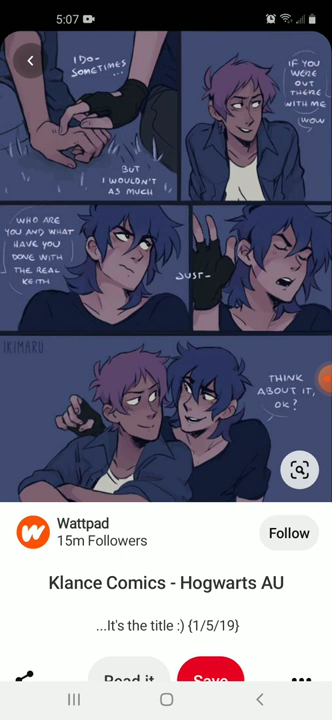 5:07
I DO-
SOMETIMES
...
IF YOU
WERE
OUT
THERE
WITH ME
WOW
BUT
I WOULDN'T
AS MUCH
WHO ARE
YOU AND WHAT
HAVE YOU
DONE WITH
THE REAL
KEITH
JUST-
IKIMARU
THINK
ABOUT IT,
OK?
Wattpad
15m Followers
Follow
Klance Comics - Hogwarts AU
...It's the title :) {1/5/19}
Read it
Save